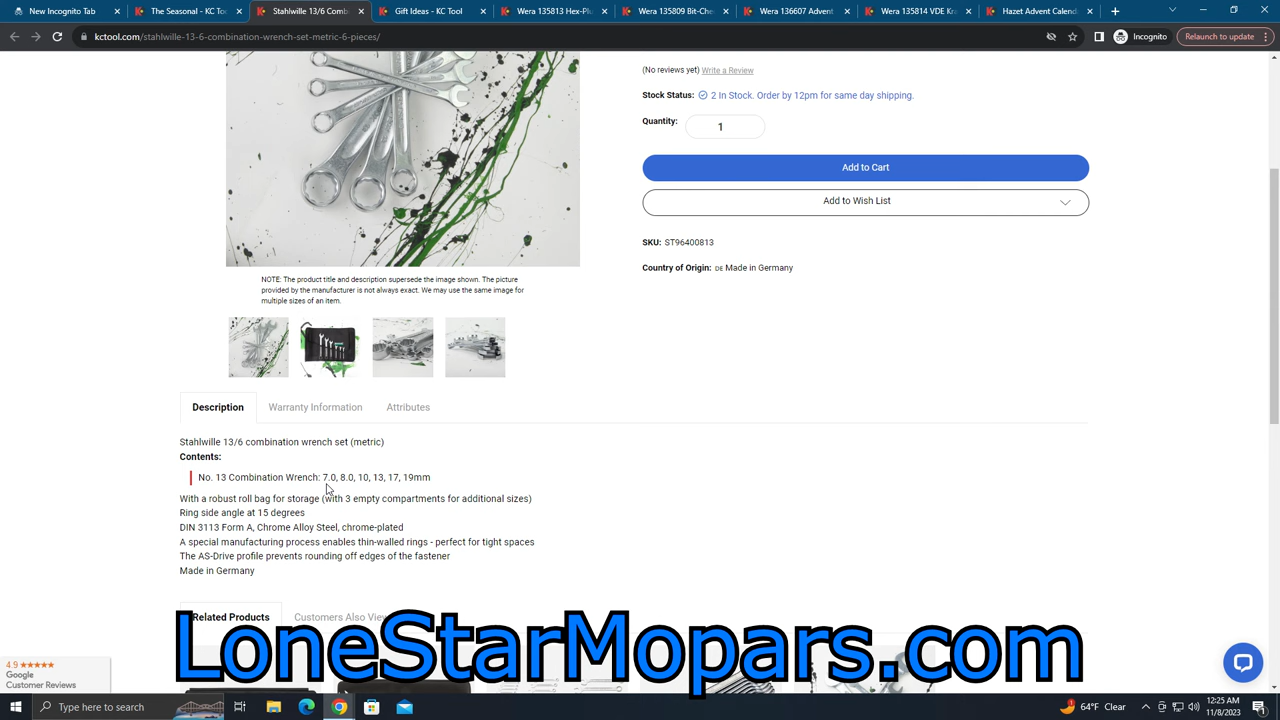 New Incognito Tab
Stahlwille 13/6 Comb
Gift Ideas - KC Tool
Wera 135813 Hex-Plu
Wera 135809 Bit-Che
Wera 136607 Advent
Wera 135814 VDE Kr
Hazet Advent Calend
kctool.com/stahlwille-13-6-combination-wrench-set-metric-6-pieces/
Incognito
Relaunch to update
(No reviews yet) Write a Review
Stock Status: 2 In Stock. Order by 12pm for same day shipping.
Quantity: 1
Add to Cart
Add to Wish List
SKU: ST96400813
Country of Origin: DE Made in Germany
NOTE: The product title and description supersede the image shown. The picture
provided by the manufacturer is not always exact. We may use the same image for
multiple sizes of an item.
Description
Warranty Information
Attributes
Stahlwille 13/6 combination wrench set (metric)
Contents:
No. 13 Combination Wrench: 7.0, 8.0, 10, 13, 17, 19mm
With a robust roll bag for storage (with 3 empty compartments for additional sizes)
Ring side angle at 15 degrees
DIN 3113 Form A, Chrome Alloy Steel, chrome-plated
A special manufacturing process enables thin-walled rings - perfect for tight spaces
The AS-Drive profile prevents rounding off edges of the fastener
Made in Germany
Related Products
Customers Also View
LoneStarMopars.com
4.9
Google
Customer Reviews
Type here to search
64°F Clear
12:25 AM
11/8/2023
1